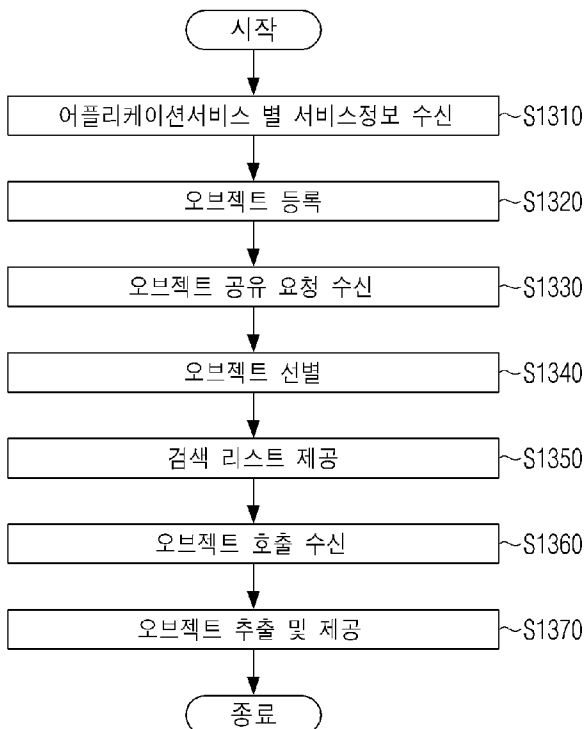 시작
어플리케이션서비스 별 서비스정보 수신 ~S1310
오브젝트 등록 ~S1320
오브젝트 공유 요청 수신 ~S1330
오브젝트 선별 ~S1340
검색 리스트 제공 ~S1350
오브젝트 호출 수신 ~S1360
오브젝트 추출 및 제공 ~S1370
종료